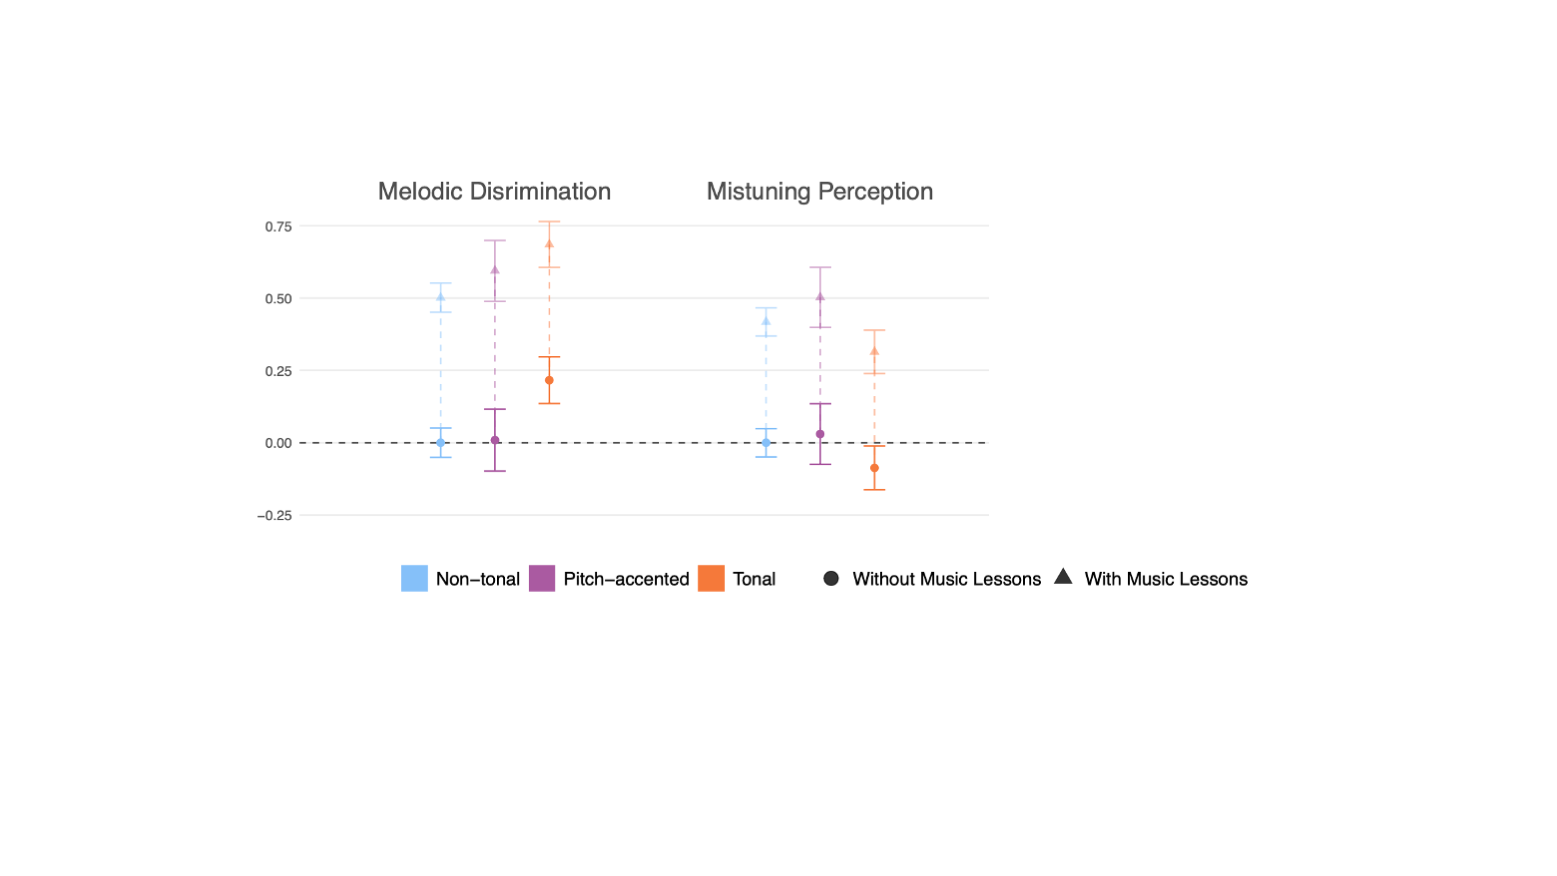 Melodic Disrimination
Mistuning Perception
0.75
0.50
0.25
0.00
−0.25
Non−tonal Pitch−accented Tonal Without Music Lessons With Music Lessons